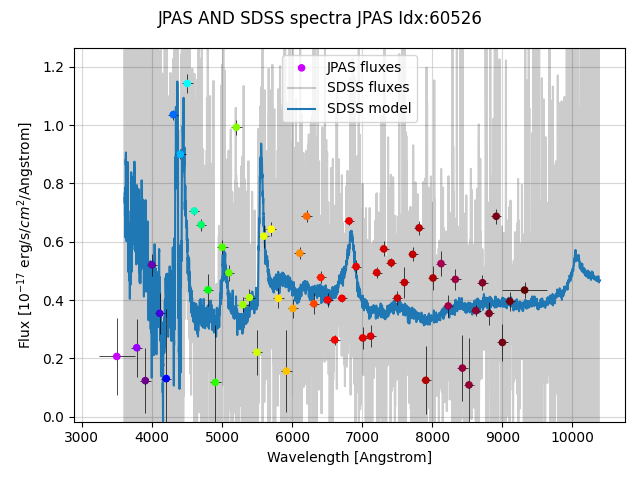 JPAS AND SDSS spectra JPAS Idx:60526
JPAS fluxes
SDSS fluxes
SDSS model
Flux [10⁻¹⁷ erg/s/cm²/Angstrom]
1.2
1.0
0.8
0.6
0.4
0.2
0.0
3000 4000 5000 6000 7000 8000 9000 10000
Wavelength [Angstrom]